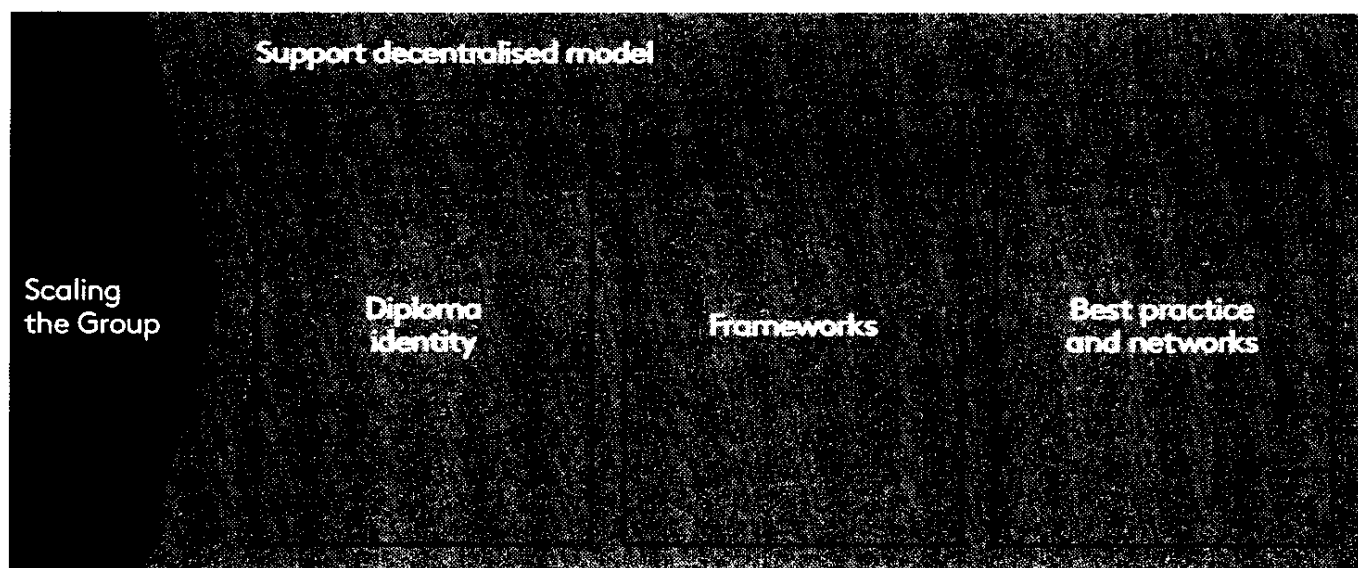 Support decentralised model
Scaling
the Group
Diploma
identity
Frameworks
Best practice
and networks